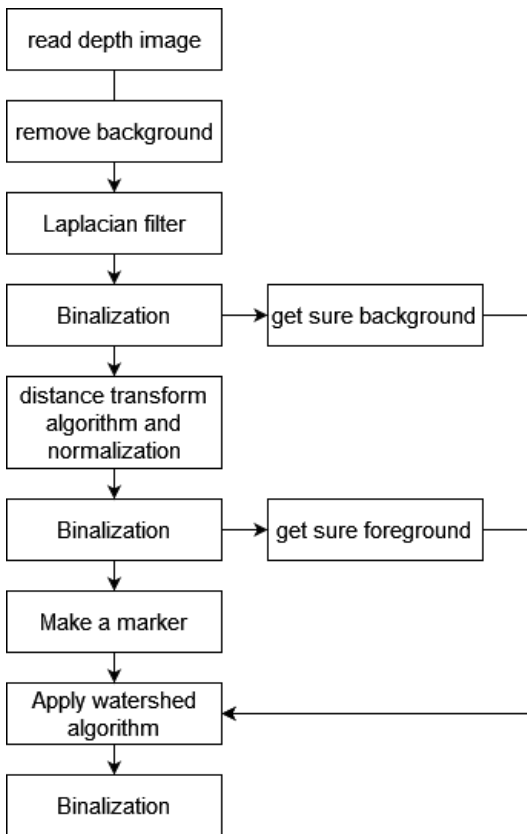 read depth image
remove background
Laplacian filter
Binalization
get sure background
distance transform
algorithm and
normalization
Binalization
get sure foreground
Make a marker
Apply watershed
algorithm
Binalization